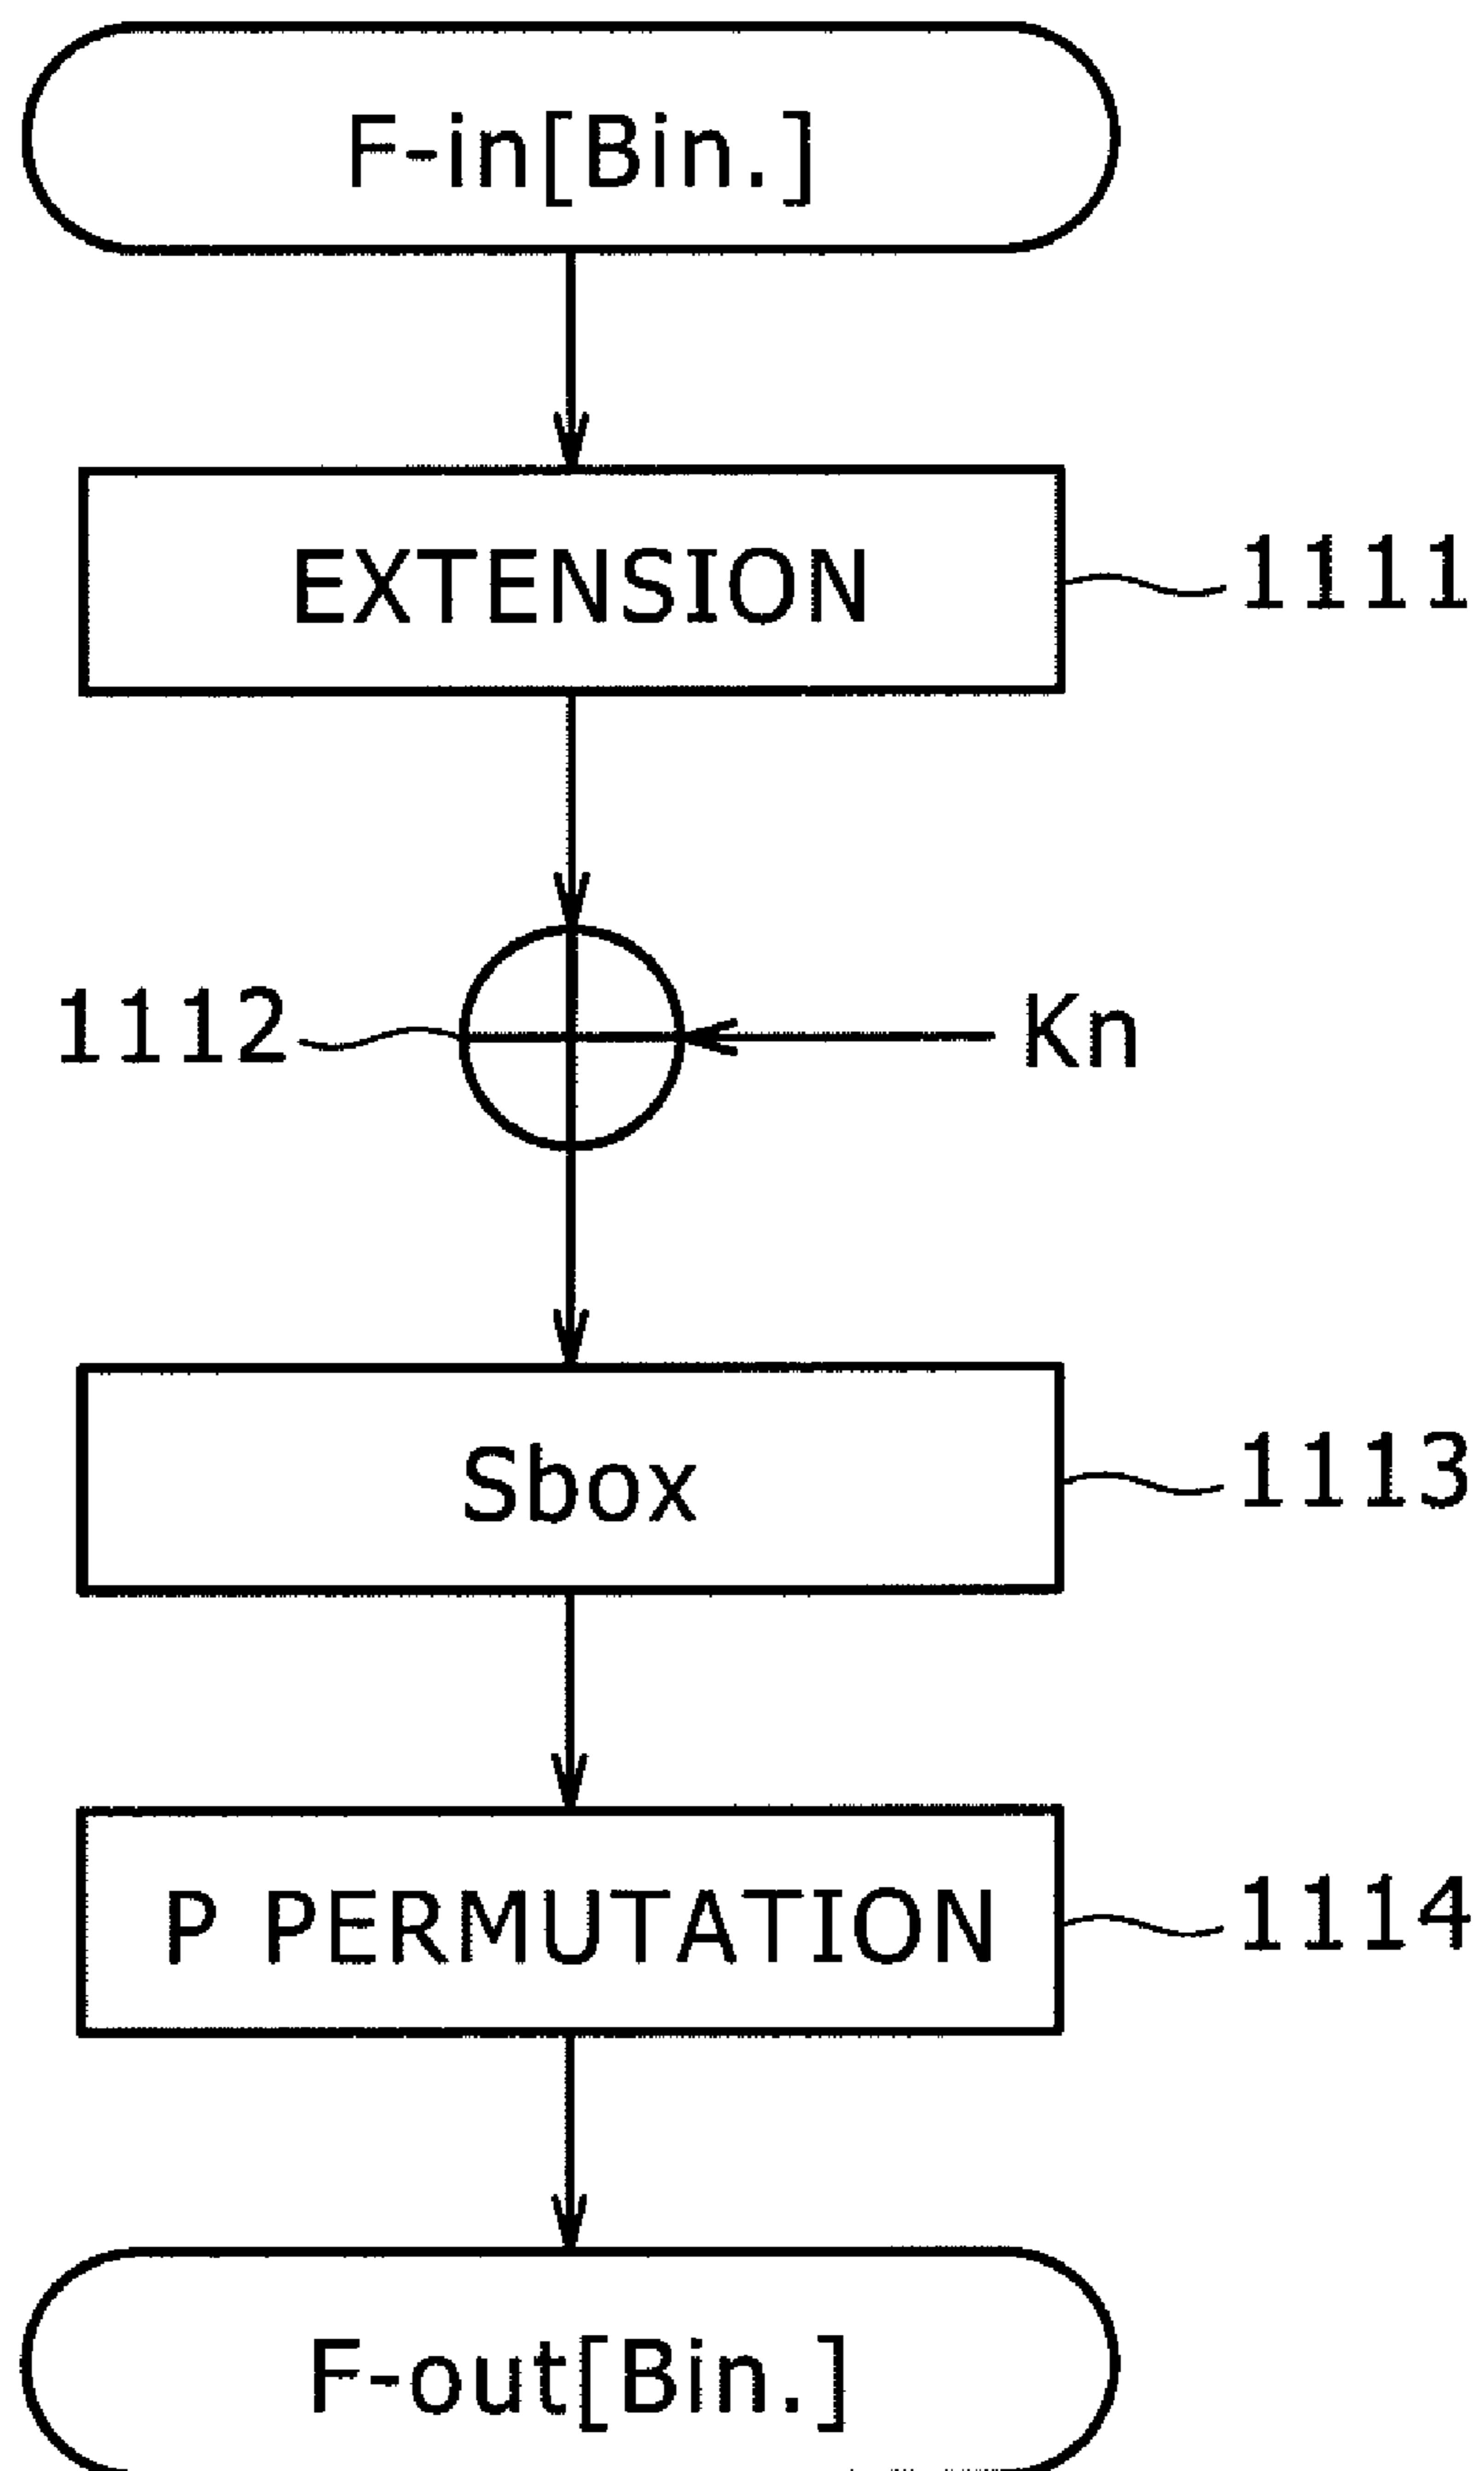 F-in[Bin.]
EXTENSION
1111
1112
Kn
Sbox
1113
P PERMUTATION
1114
F-out[Bin.]